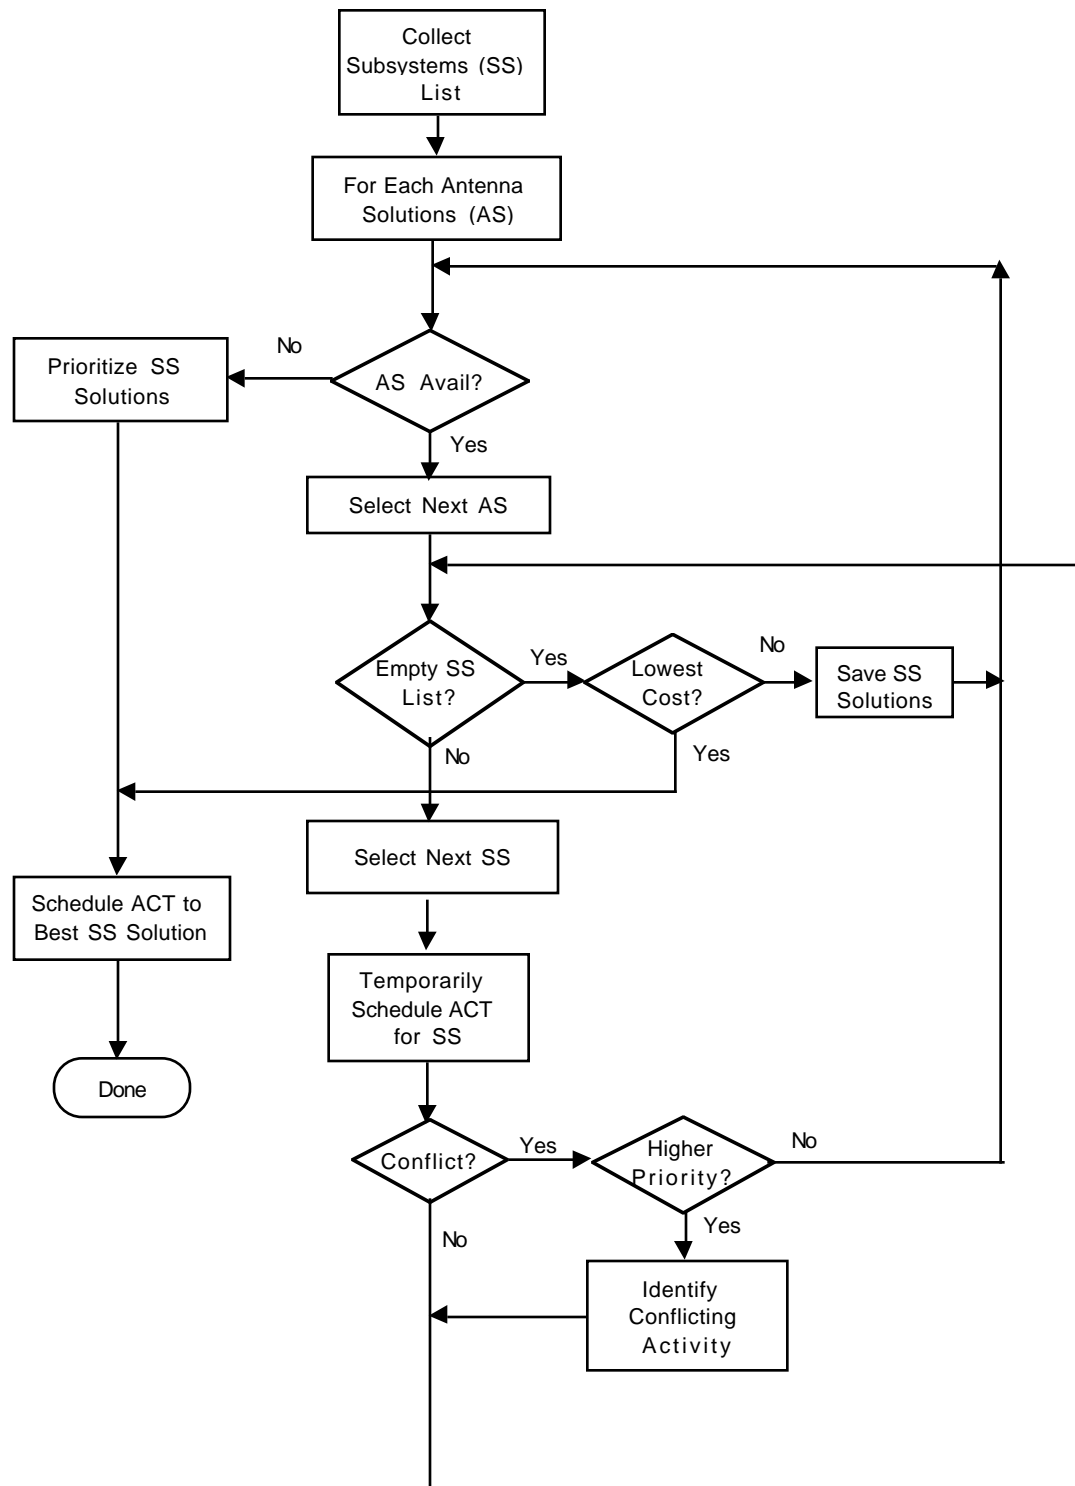 Collect
Subsystems (SS)
List
For Each Antenna
Solutions (AS)
No
Prioritize SS
Solutions
AS Avail?
Yes
Select Next AS
Empty SS
List?
Yes
Lowest
Cost?
No
Save SS
Solutions
No
Yes
Select Next SS
Schedule ACT to
Best SS Solution
Temporarily
Schedule ACT
for SS
Done
Conflict?
Yes
Higher
Priority?
No
No
Yes
Identify
Conflicting
Activity